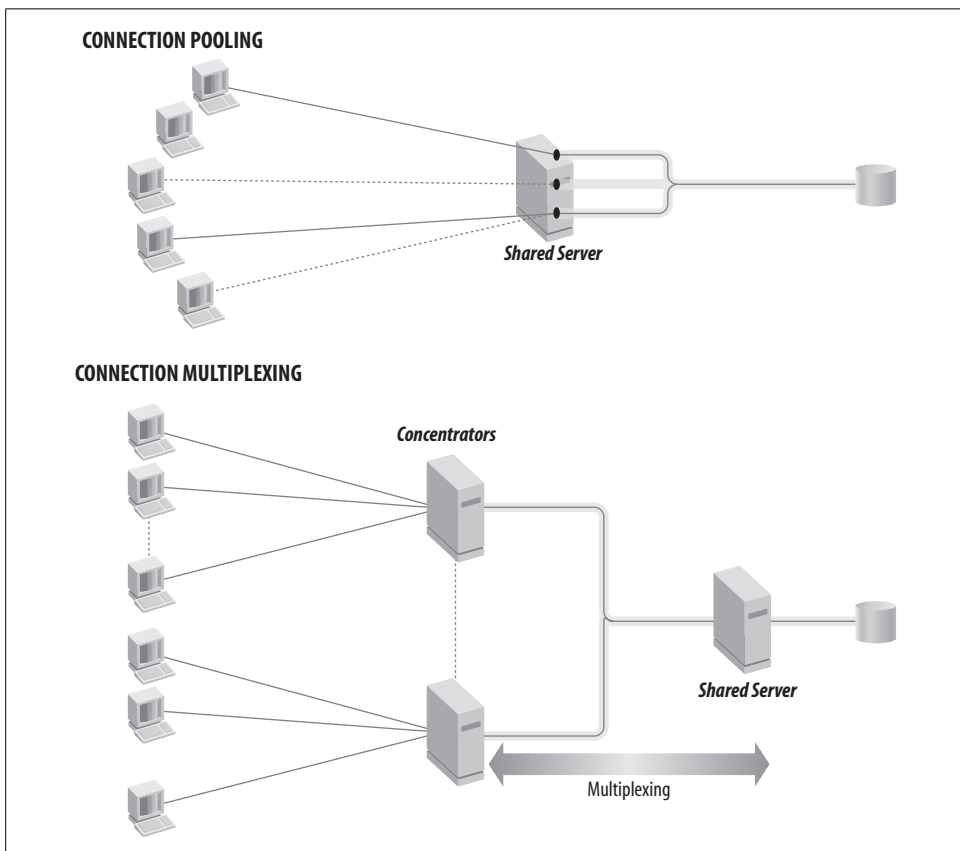 CONNECTION POOLING
Shared Server
CONNECTION MULTIPLEXING
Concentrators
Shared Server
Multiplexing